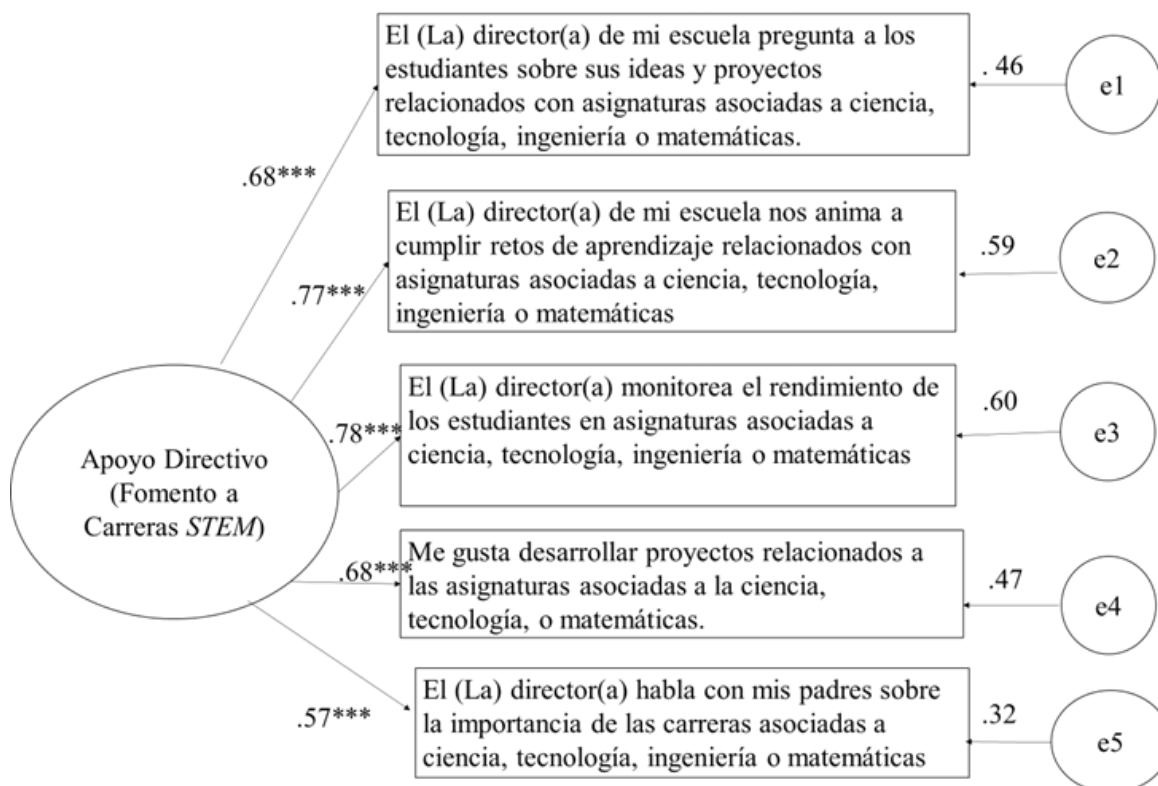 El (La) director(a) de mi escuela pregunta a los
estudiantes sobre sus ideas y proyectos
relacionados con asignaturas asociadas a ciencia,
tecnología, ingeniería o matemáticas.
. 46
e1
.68***
El (La) director(a) de mi escuela nos anima a
cumplir retos de aprendizaje relacionados con
asignaturas asociadas a ciencia, tecnología,
ingeniería o matemáticas
.59
e2
.77***
El (La) director(a) monitorea el rendimiento de
los estudiantes en asignaturas asociadas a
ciencia, tecnología, ingeniería o matemáticas
.60
e3
.78***
Apoyo Directivo
(Fomento a
Carreras STEM)
Me gusta desarrollar proyectos relacionados a
las asignaturas asociadas a la ciencia,
tecnología, o matemáticas.
.47
e4
.68***
El (La) director(a) habla con mis padres sobre
la importancia de las carreras asociadas a
ciencia, tecnología, ingeniería o matemáticas
.32
e5
.57***